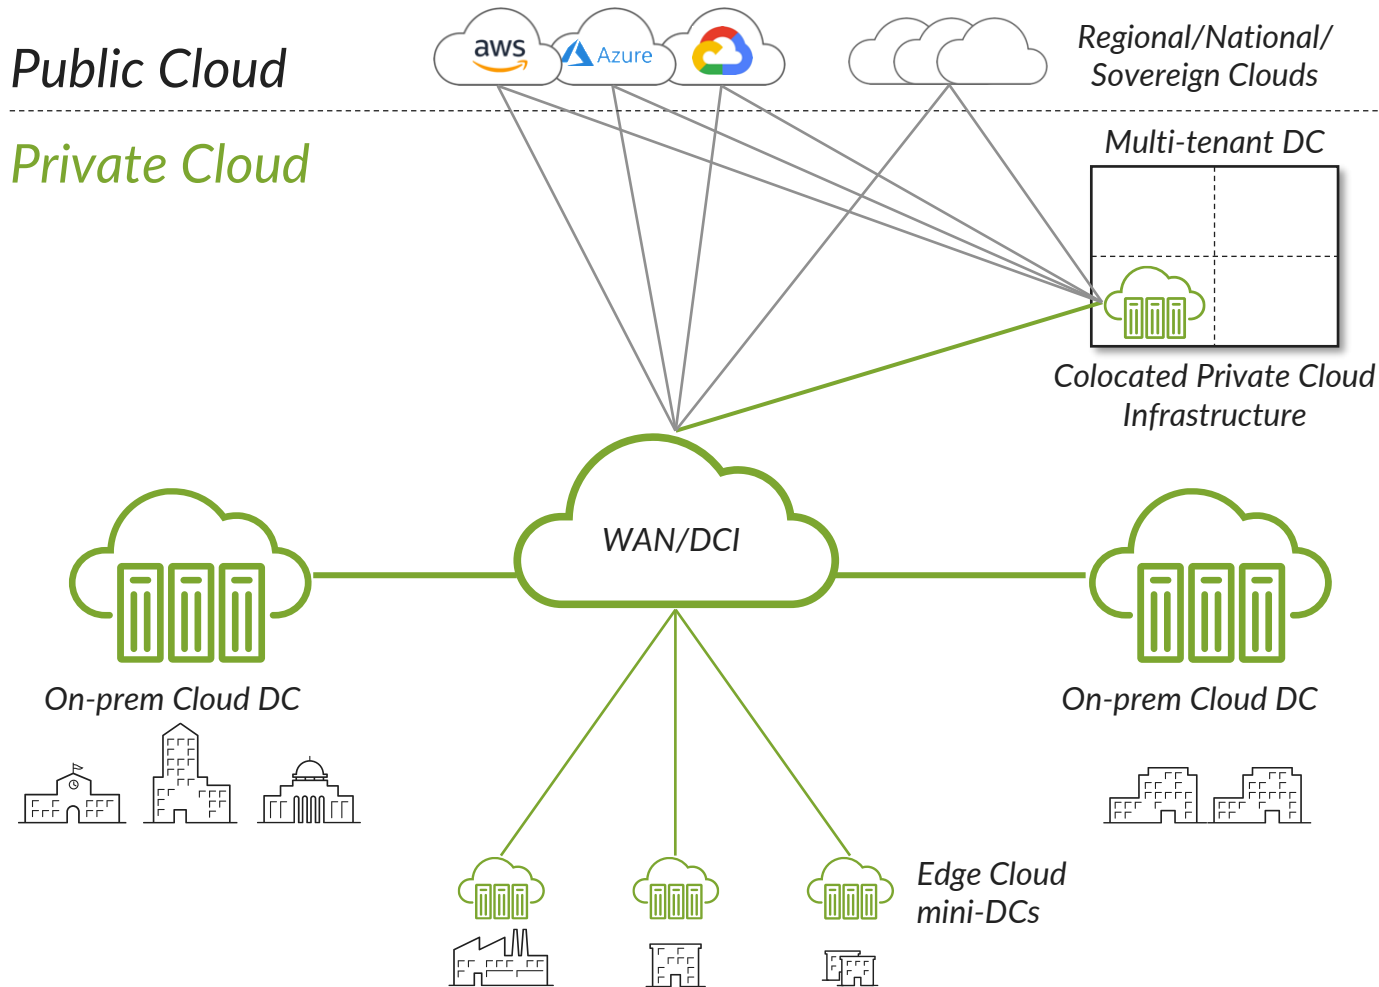 Public Cloud
aws
Azure
Regional/National/
Sovereign Clouds
Private Cloud
Multi-tenant DC
Colocated Private Cloud
Infrastructure
WAN/DCI
On-prem Cloud DC
On-prem Cloud DC
Edge Cloud
mini-DCs